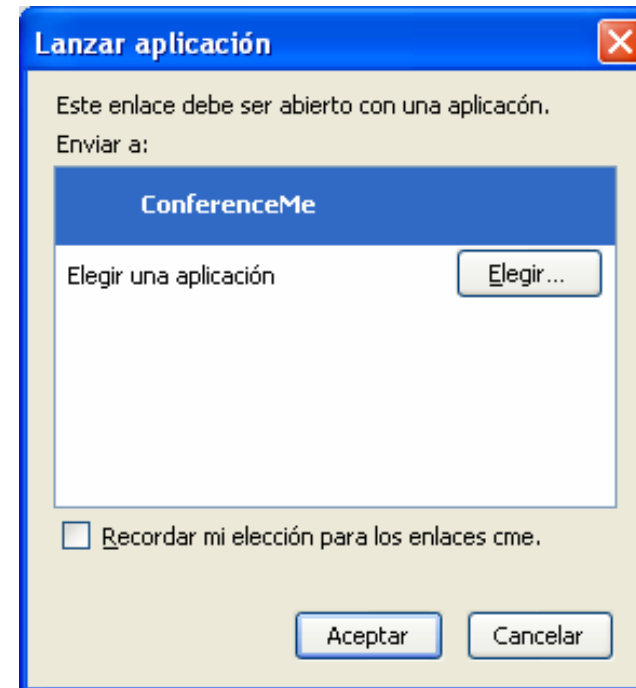 Lanzar aplicación
Este enlace debe ser abierto con una aplicacón.
Enviar a:
ConferenceMe
Elegir una aplicación
Elegir...
Recordar mi elección para los enlaces cme.
Aceptar
Cancelar